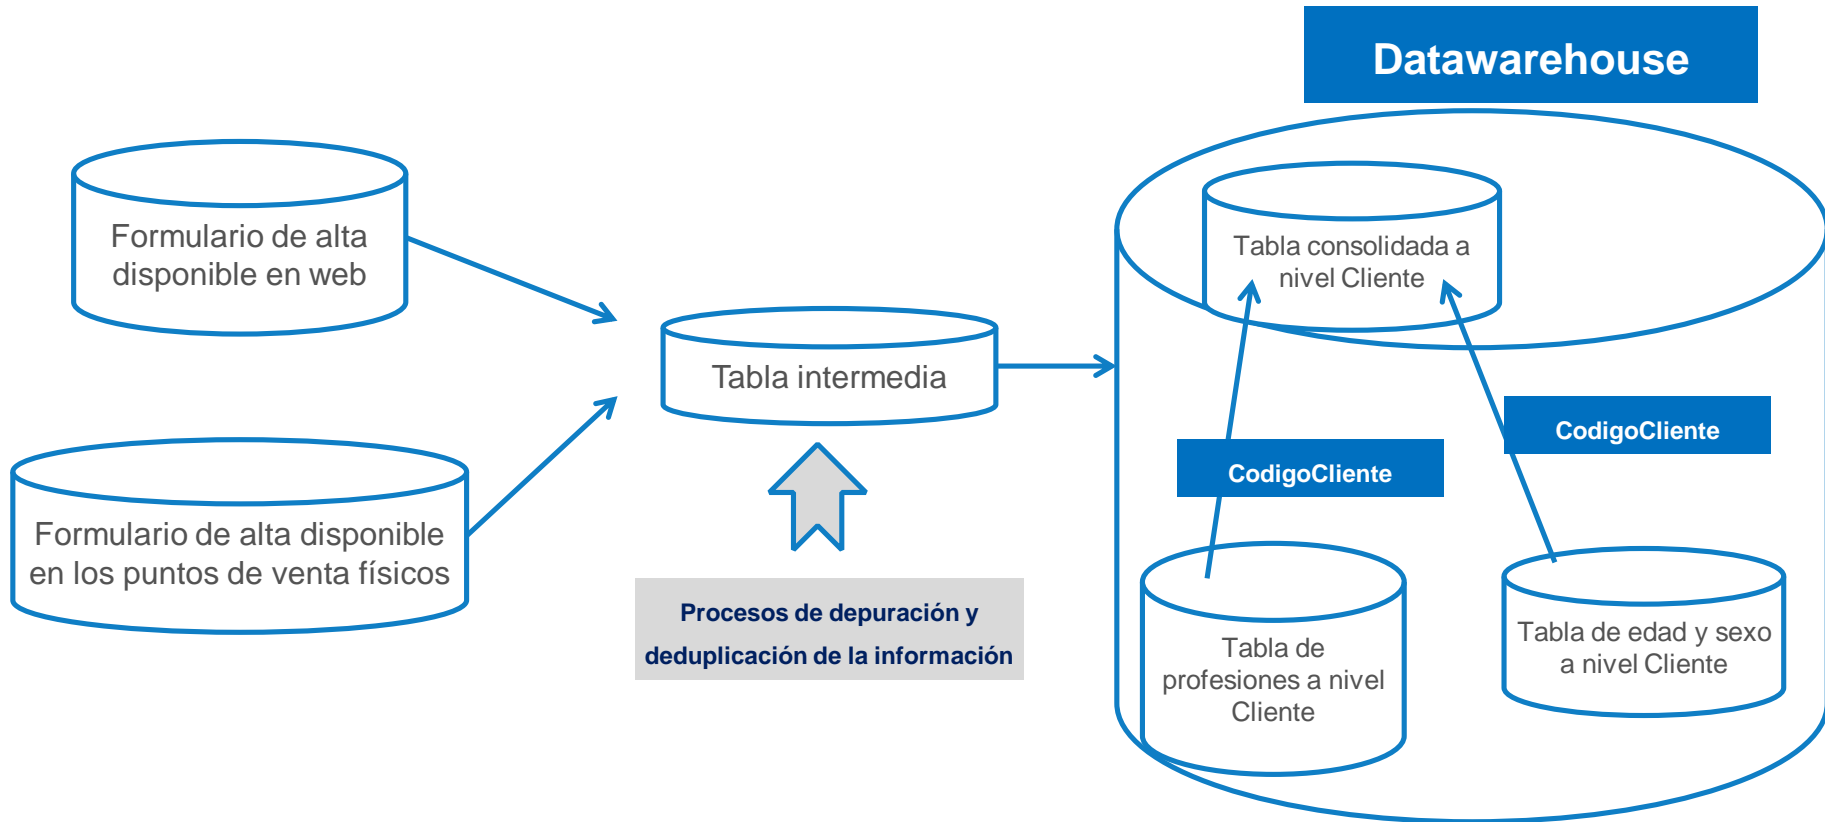 Datawarehouse
Formulario de alta
disponible en web
Tabla consolidada a
nivel Cliente
Tabla intermedia
CodigoCliente
CodigoCliente
Formulario de alta disponible
en los puntos de venta físicos
Procesos de depuración y
deduplicación de la información
Tabla de
profesiones a nivel
Cliente
Tabla de edad y sexo
a nivel Cliente